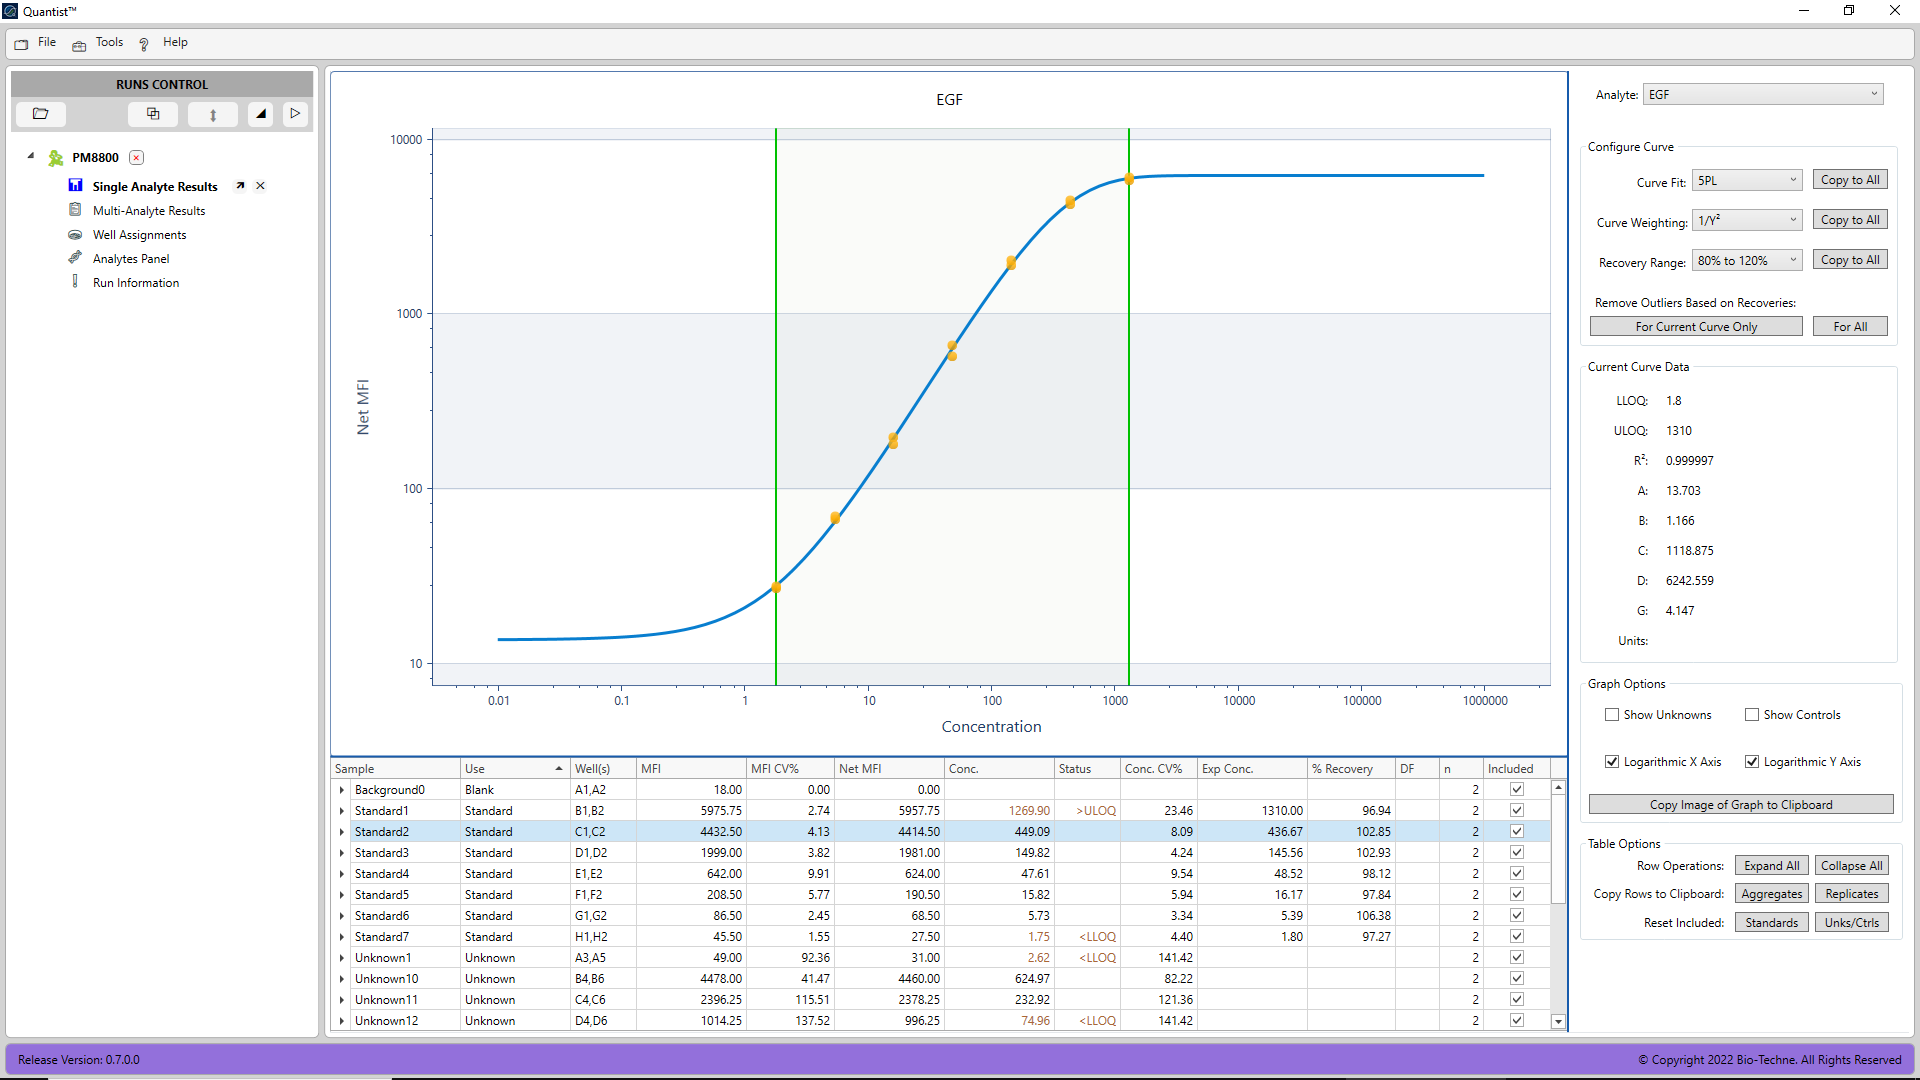 Quantist™
File Tools ? Help
RUNS CONTROL
PM8800
Single Analyte Results
Multi-Analyte Results
Well Assignments
Analytes Panel
Run Information
EGF
10000
1000
100
10
Net MFI
0.01 0.1 1 10 100 1000 10000 100000 1000000
Concentration
Sample Use Well(s) MFI MFI CV% Net MFI Conc. Status Conc. CV% Exp Conc. % Recovery DF n Included
Background0 Blank A1,A2 18.00 0.00 0.00 2
Standard1 Standard B1,B2 5975.75 2.74 5957.75 1269.90 >ULOQ 23.46 1310.00 96.94 2
Standard2 Standard C1,C2 4432.50 4.13 4414.50 449.09 8.09 436.67 102.85 2
Standard3 Standard D1,D2 1999.00 3.82 1981.00 149.82 4.24 145.56 102.93 2
Standard4 Standard E1,E2 642.00 9.91 624.00 47.61 9.54 48.52 98.12 2
Standard5 Standard F1,F2 208.50 5.77 190.50 15.82 5.94 16.17 97.84 2
Standard6 Standard G1,G2 86.50 2.45 68.50 5.73 3.34 5.39 106.38 2
Standard7 Standard H1,H2 45.50 1.55 27.50 1.75 <LLOQ 4.40 1.80 97.27 2
Unknown1 Unknown A3,A5 49.00 92.36 31.00 2.62 <LLOQ 141.42 2
Unknown10 Unknown B4,B6 4478.00 41.47 4460.00 624.97 82.22 2
Unknown11 Unknown C4,C6 2396.25 115.51 2378.25 232.92 121.36 2
Unknown12 Unknown D4,D6 1014.25 137.52 996.25 74.96 <LLOQ 141.42 2
Analyte: EGF
Configure Curve
Curve Fit: 5PL Copy to All
Curve Weighting: 1/Y² Copy to All
Recovery Range: 80% to 120% Copy to All
Remove Outliers Based on Recoveries:
For Current Curve Only For All
Current Curve Data
LLOQ: 1.8
ULOQ: 1310
R²: 0.999997
A: 13.703
B: 1.166
C: 1118.875
D: 6242.559
G: 4.147
Units:
Graph Options
Show Unknowns Show Controls
Logarithmic X Axis Logarithmic Y Axis
Copy Image of Graph to Clipboard
Table Options
Row Operations: Expand All Collapse All
Copy Rows to Clipboard: Aggregates Replicates
Reset Included: Standards Unks/Ctrls
Release Version: 0.7.0.0
© Copyright 2022 Bio-Techne. All Rights Reserved